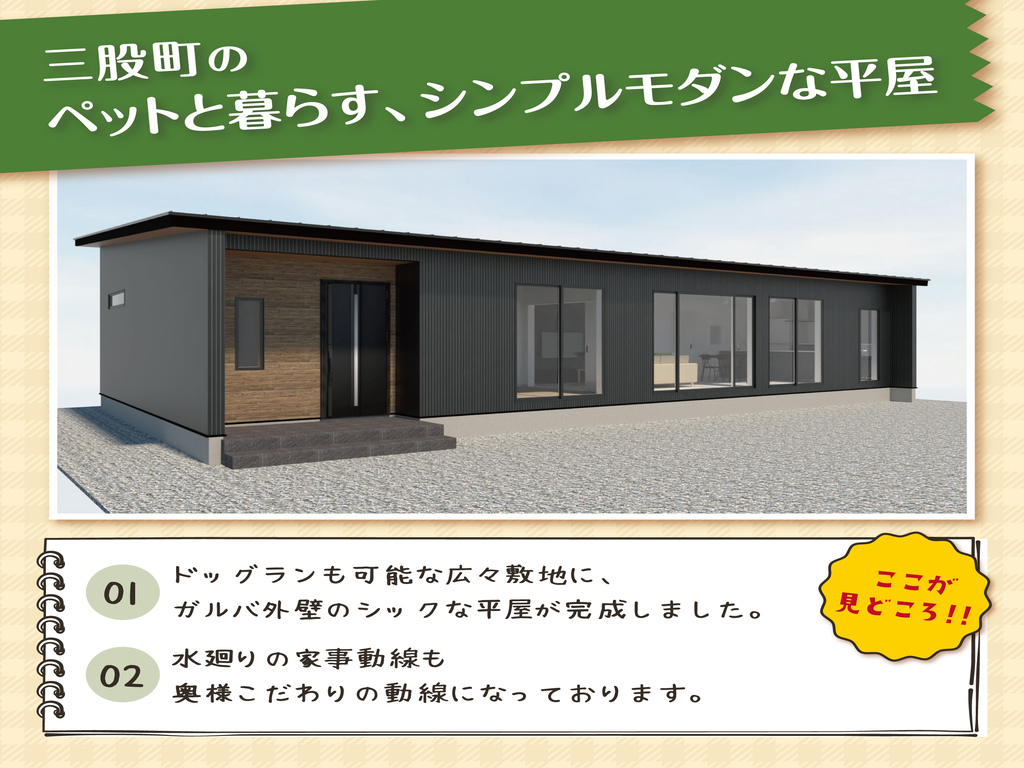 三股町の
ペットと暮らす、シンプルモダンな平屋
01
ドッグランも可能な広々敷地に、
ガルバ外壁のシックな平屋が完成しました。
02
水廻りの家事動線も
奥様こだわりの動線になっております。
ここが
見どころ!!